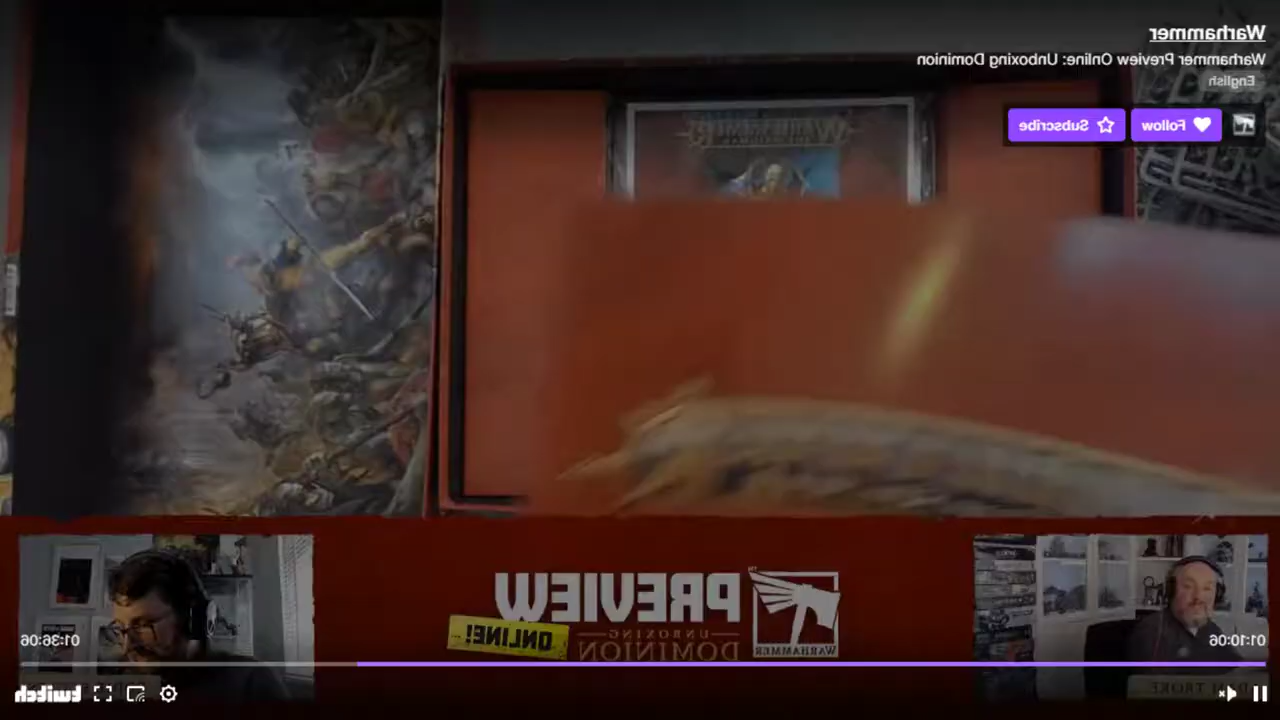 Warhammer
Warhammer Preview Online: Unboxing Dominion
English
Follow
Subscribe
WARHAMMER
PREVIEW
UNBOXING
DOMINION
ONLINE!
WARHAMMER
01:10:06
01:36:06
twitch